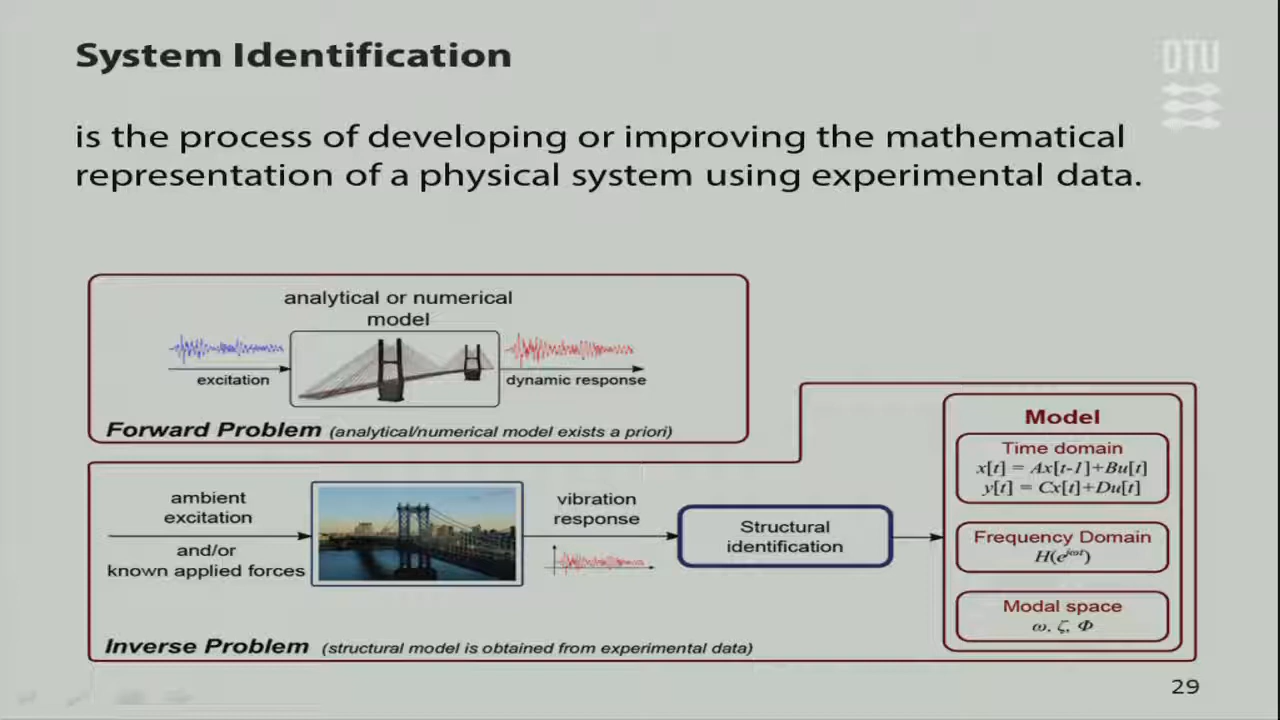 System Identification
DTU
is the process of developing or improving the mathematical
representation of a physical system using experimental data.
analytical or numerical
model
excitation
dynamic response
Forward Problem (analytical/numerical model exists a priori)
ambient
excitation
and/or
known applied forces
vibration
response
Structural
identification
Model
Time domain
x[t] = Ax[t-1]+Bu[t]
y[t] = Cx[t]+Du[t]
Frequency Domain
H(e^{jωt})
Modal space
ω, ζ, Φ
Inverse Problem (structural model is obtained from experimental data)
29